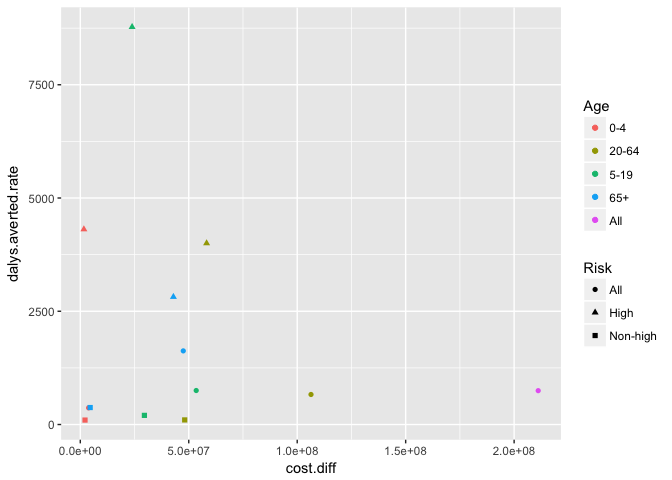 7500
5000
2500
0
dalys.averted.rate
0.0e+00 5.0e+07 1.0e+08 1.5e+08 2.0e+08
cost.diff
Age
0-4
20-64
5-19
65+
All
Risk
All
High
Non-high